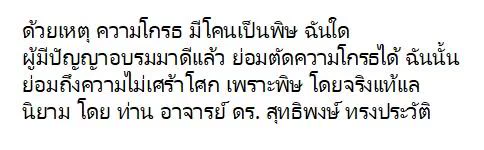 ด้วยเหตุ ความโกรธ มีโคนเป็นพิษ ฉันใด
ผู้มีปัญญาอบรมมาดีแล้ว ย่อมตัดความโกรธได้ ฉันนั้น
ย่อมถึงความไม่เศร้าโศก เพราะพิษ โดยจริงแท้แล
นิยาม โดย ท่าน อาจารย์ ดร. สุทธิพงษ์ ทรงประวัติ